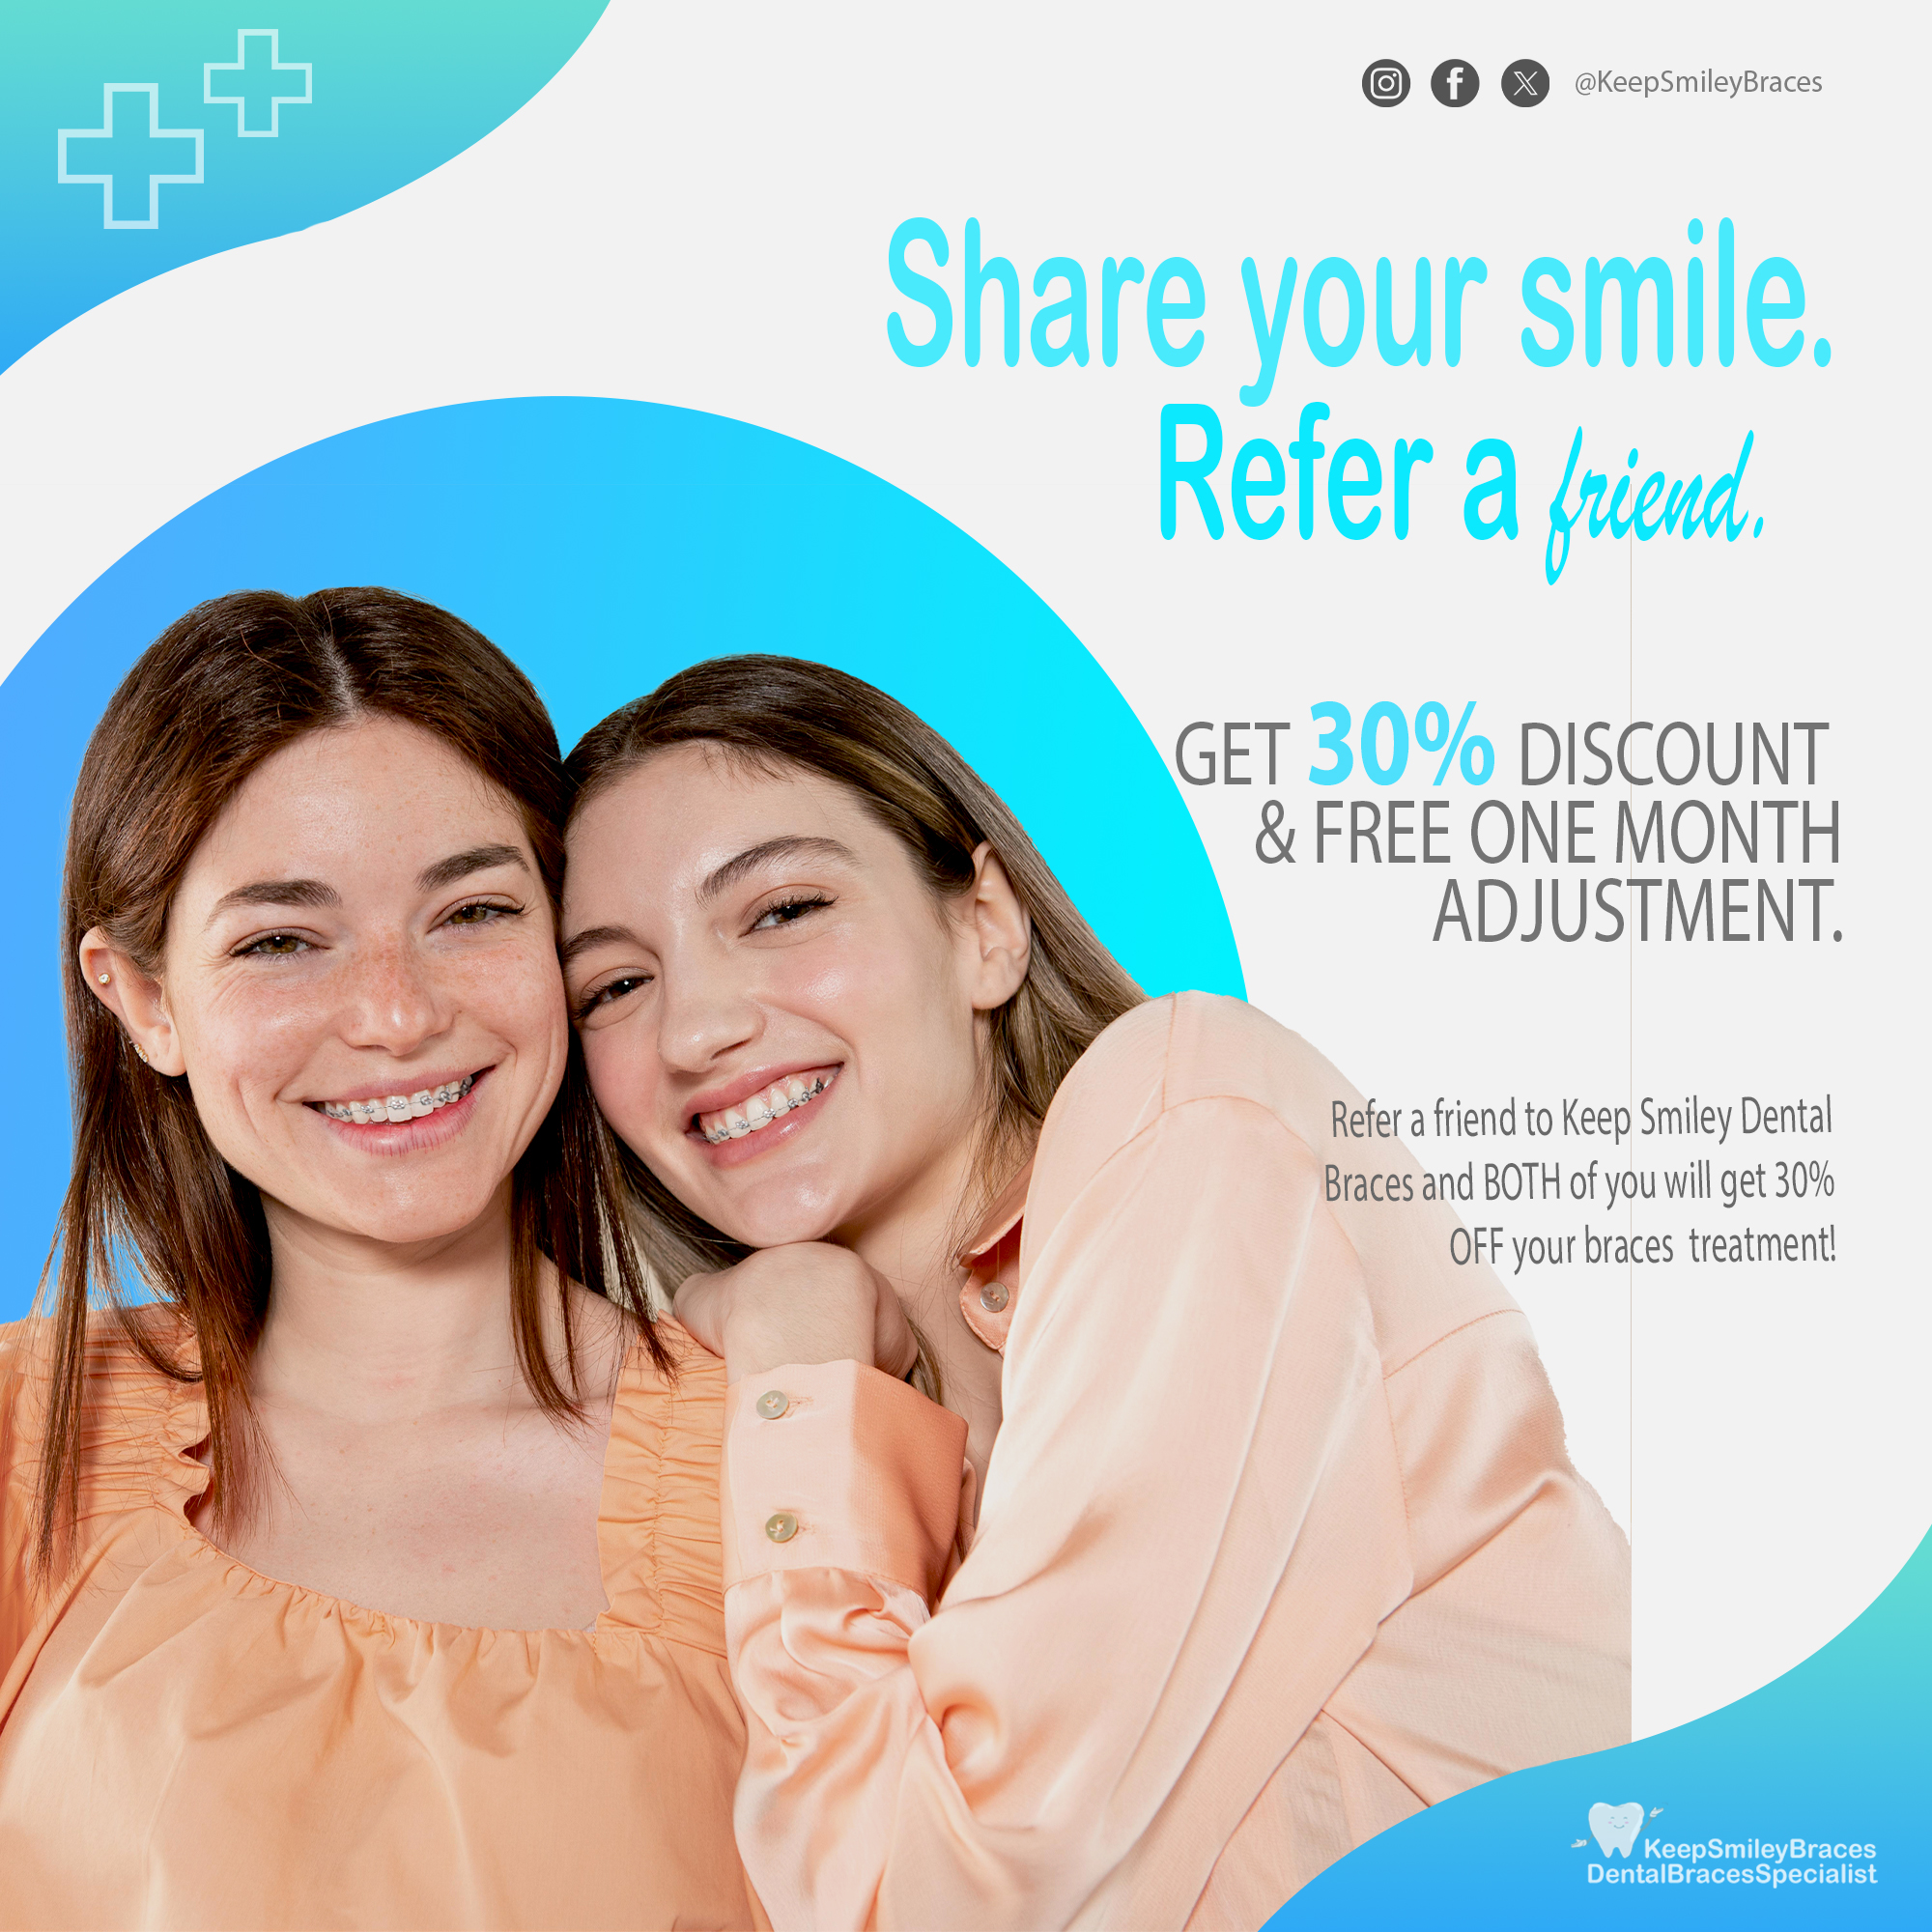 @KeepSmileyBraces
Share your smile.
Refer a friend.
GET 30% DISCOUNT
& FREE ONE MONTH
ADJUSTMENT.
Refer a friend to Keep Smiley Dental
Braces and BOTH of you will get 30%
OFF your braces treatment!
KeepSmileyBraces
DentalBracesSpecialist